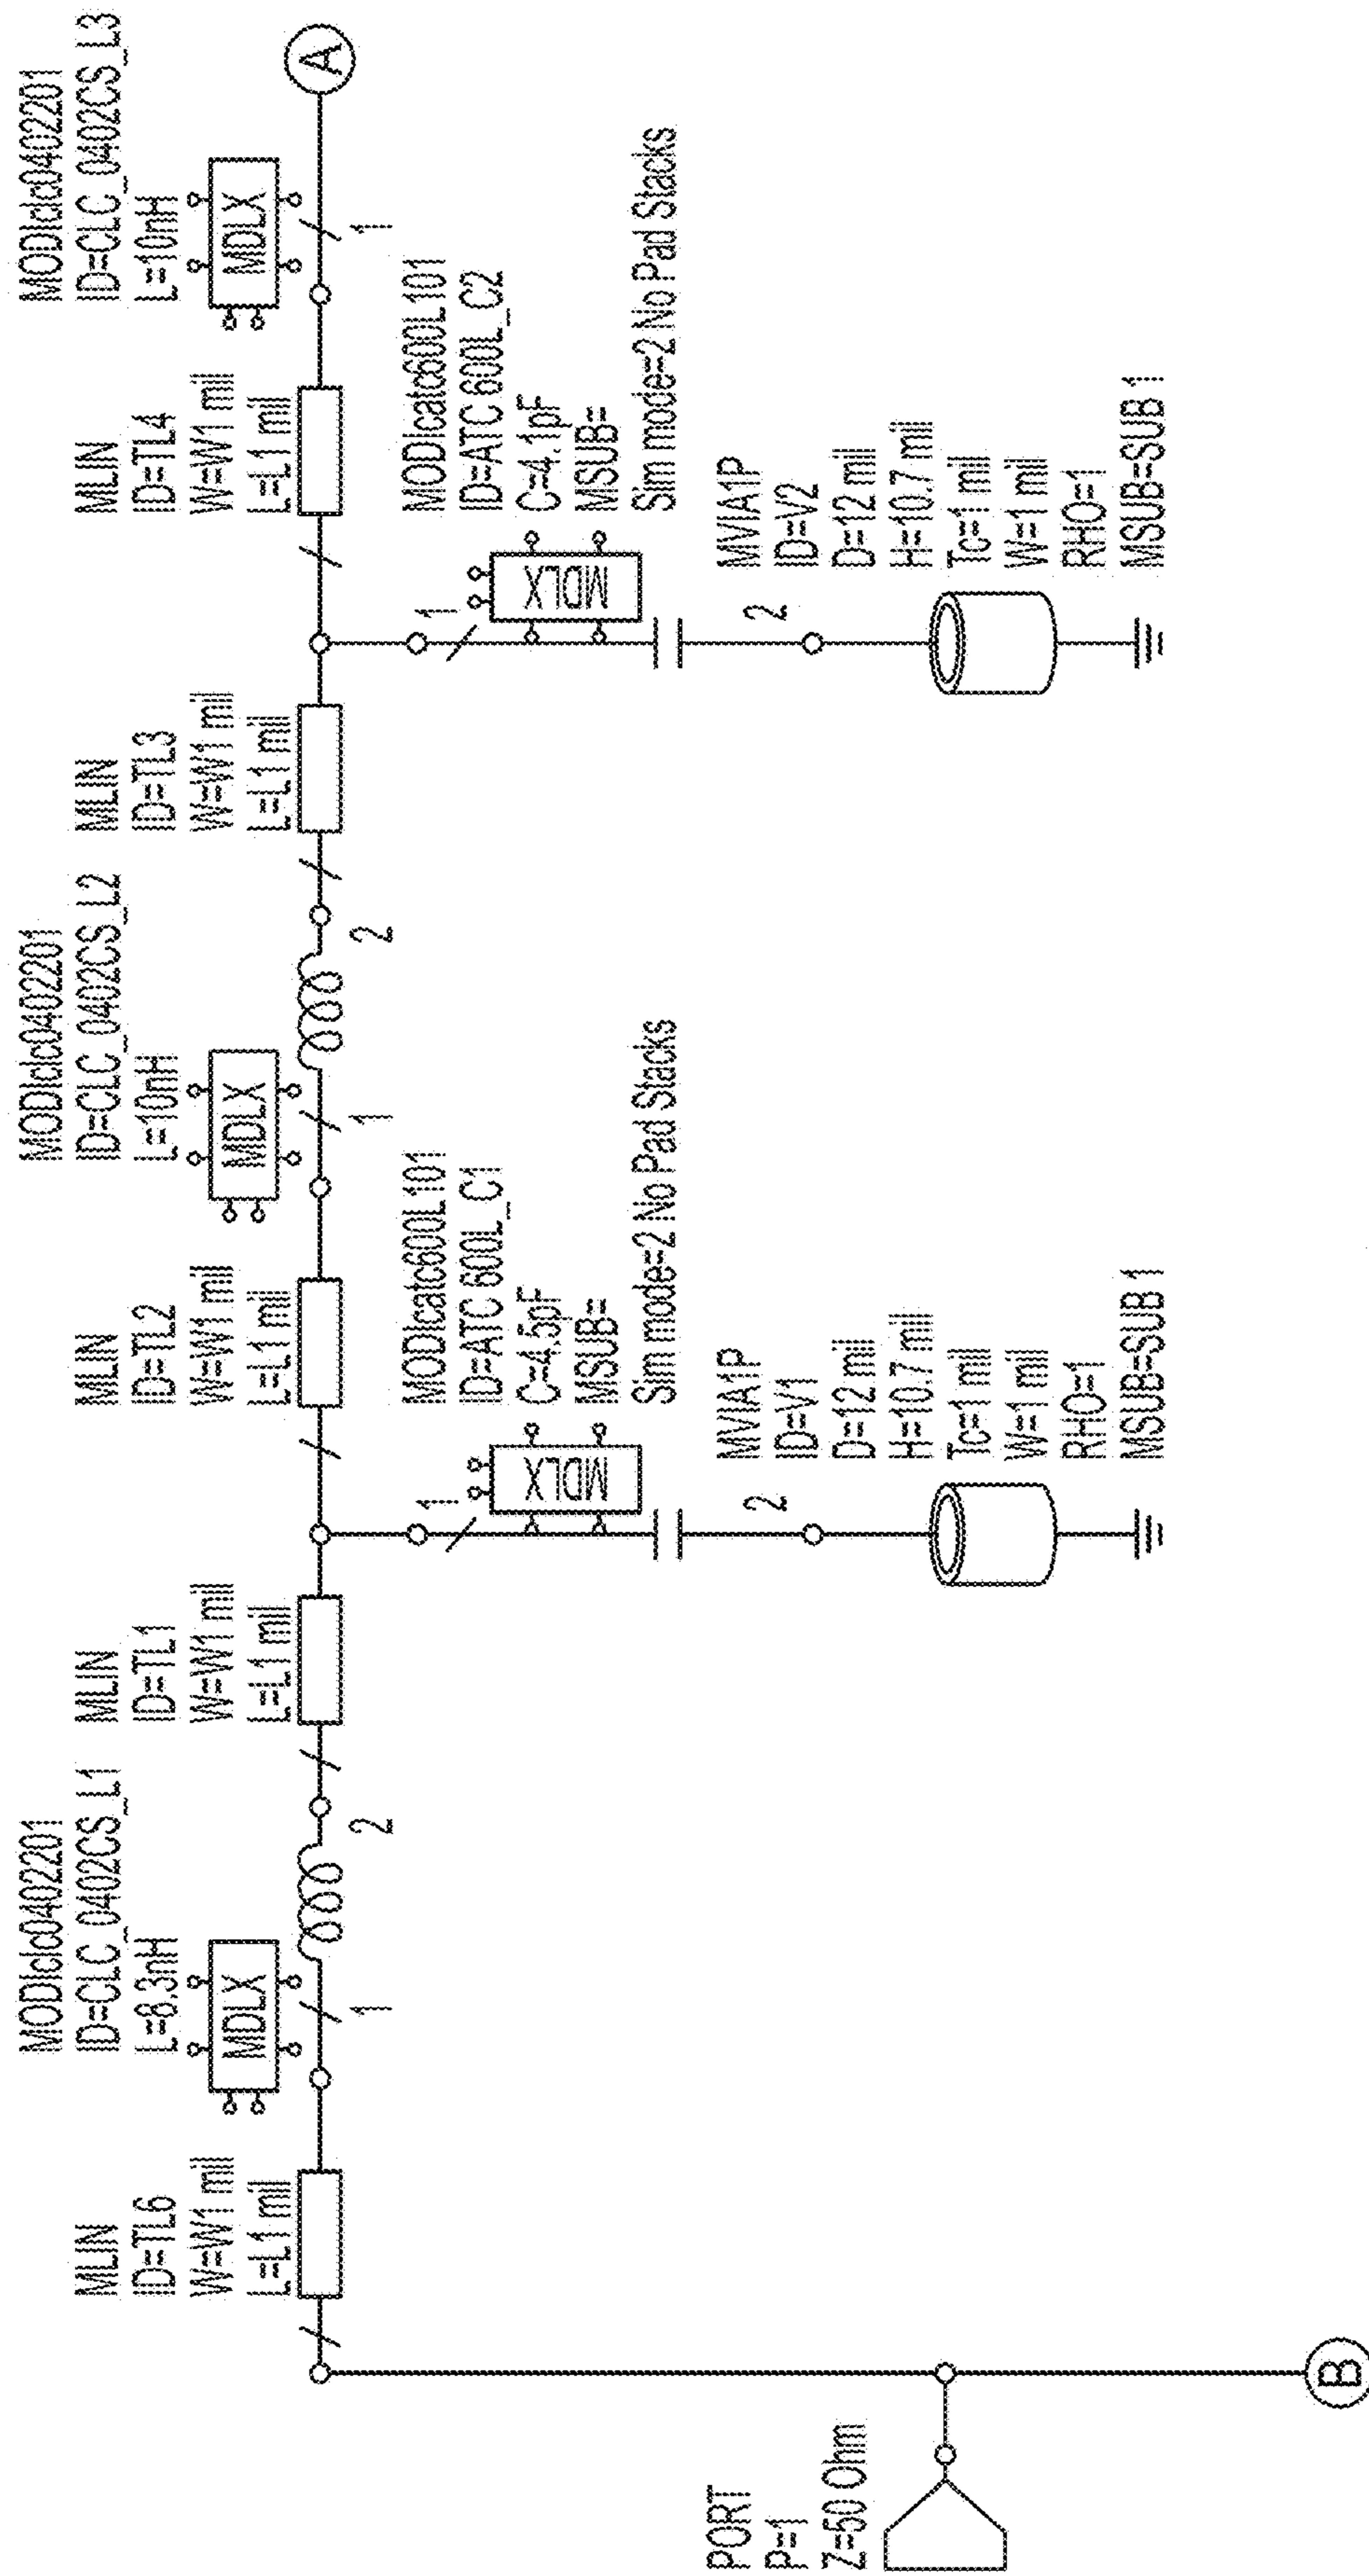 PORT
P=1
Z=50 Ohm
B
MLIN
ID=TL6
W=W1 mil
L=L1 mil
MODIclc0402201
ID=CLC_0402CS_L1
L=8.3nH
MDLX
1
2
MLIN
ID=TL1
W=W1 mil
L=L1 mil
MODIcatc600L101
ID=ATC 600L_C1
C=4.5pF
MSUB=
Sim mode=2 No Pad Stacks
MDLX
1
2
MVIA1P
ID=V1
D=12 mil
H=10.7 mil
Tc=1 mil
W=1 mil
RHO=1
MSUB=SUB 1
MLIN
ID=TL2
W=W1 mil
L=L1 mil
MODIclc0402201
ID=CLC_0402CS_L2
L=10nH
MDLX
1
2
MLIN
ID=TL3
W=W1 mil
L=L1 mil
MODIcatc600L101
ID=ATC 600L_C2
C=4.1pF
MSUB=
Sim mode=2 No Pad Stacks
MDLX
1
2
MVIA1P
ID=V2
D=12 mil
H=10.7 mil
Tc=1 mil
W=1 mil
RHO=1
MSUB=SUB 1
MLIN
ID=TL4
W=W1 mil
L=L1 mil
MODIclc0402201
ID=CLC_0402CS_L3
L=10nH
MDLX
1
A